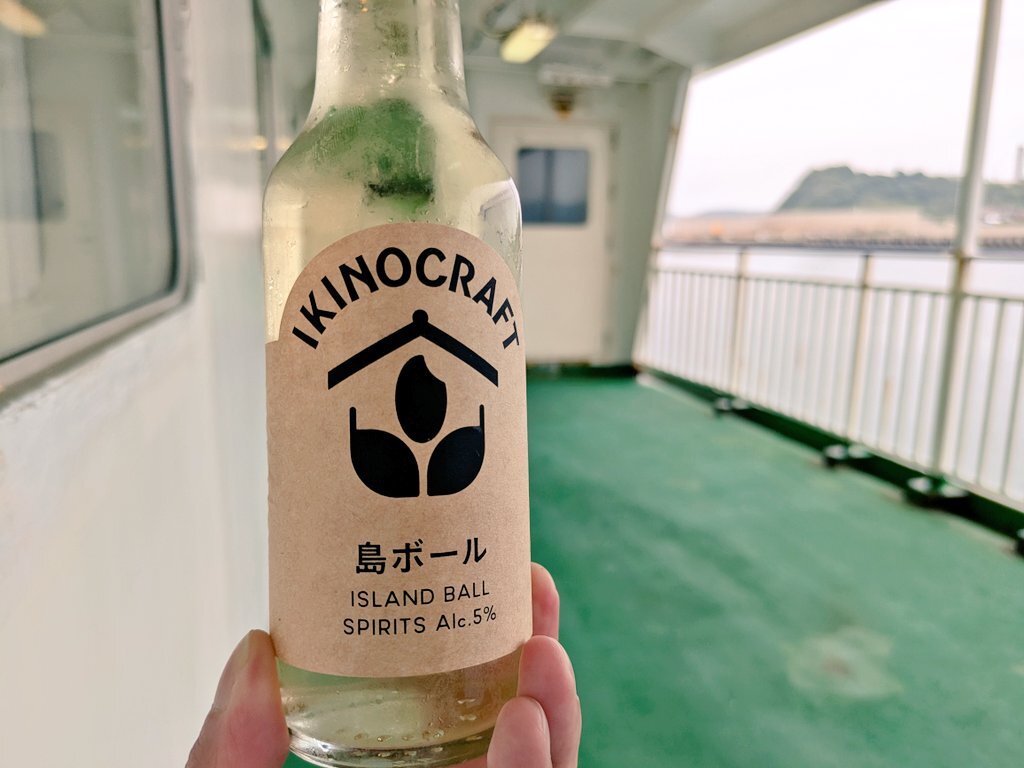 IKINOCRAFT
島ボール
ISLAND BALL
SPIRITS Alc.5%